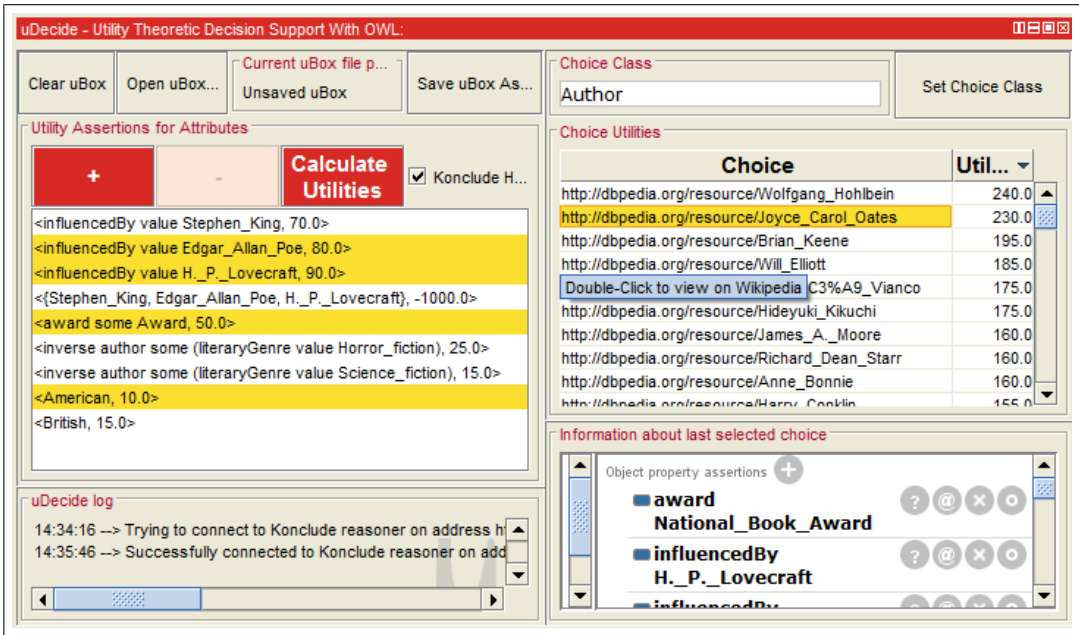 uDecide - Utility Theoretic Decision Support With OWL:
Clear uBox
Open uBox...
Current uBox file p...
Unsaved uBox
Save uBox As...
Utility Assertions for Attributes
+
-
Calculate
Utilities
Konclude H...
<influencedBy value Stephen_King, 70.0>
<influencedBy value Edgar_Allan_Poe, 80.0>
<influencedBy value H._P._Lovecraft, 90.0>
<{Stephen_King, Edgar_Allan_Poe, H._P._Lovecraft}, -1000.0>
<award some Award, 50.0>
<inverse author some (literaryGenre value Horror_fiction), 25.0>
<inverse author some (literaryGenre value Science_fiction), 15.0>
<American, 10.0>
<British, 15.0>
uDecide log
14:34:16 --> Trying to connect to Konclude reasoner on address
14:35:46 --> Successfully connected to Konclude reasoner on add
Choice Class
Author
Set Choice Class
Choice Utilities
Choice Util...
http://dbpedia.org/resource/Wolfgang_Hohlbein 240.0
http://dbpedia.org/resource/Joyce_Carol_Oates 230.0
http://dbpedia.org/resource/Brian_Keene 195.0
http://dbpedia.org/resource/Will_Elliott 185.0
Double-Click to view on Wikipedia C3%A9_Vianco 175.0
http://dbpedia.org/resource/Hideyuki_Kikuchi 175.0
http://dbpedia.org/resource/James_A._Moore 160.0
http://dbpedia.org/resource/Richard_Dean_Starr 160.0
http://dbpedia.org/resource/Anne_Bonnie 160.0
http://dbpedia.org/resource/Harry_Conklin 155.0
Information about last selected choice
Object property assertions +
award ? @ × o
National_Book_Award
influencedBy ? @ × o
H._P._Lovecraft
influencedBy